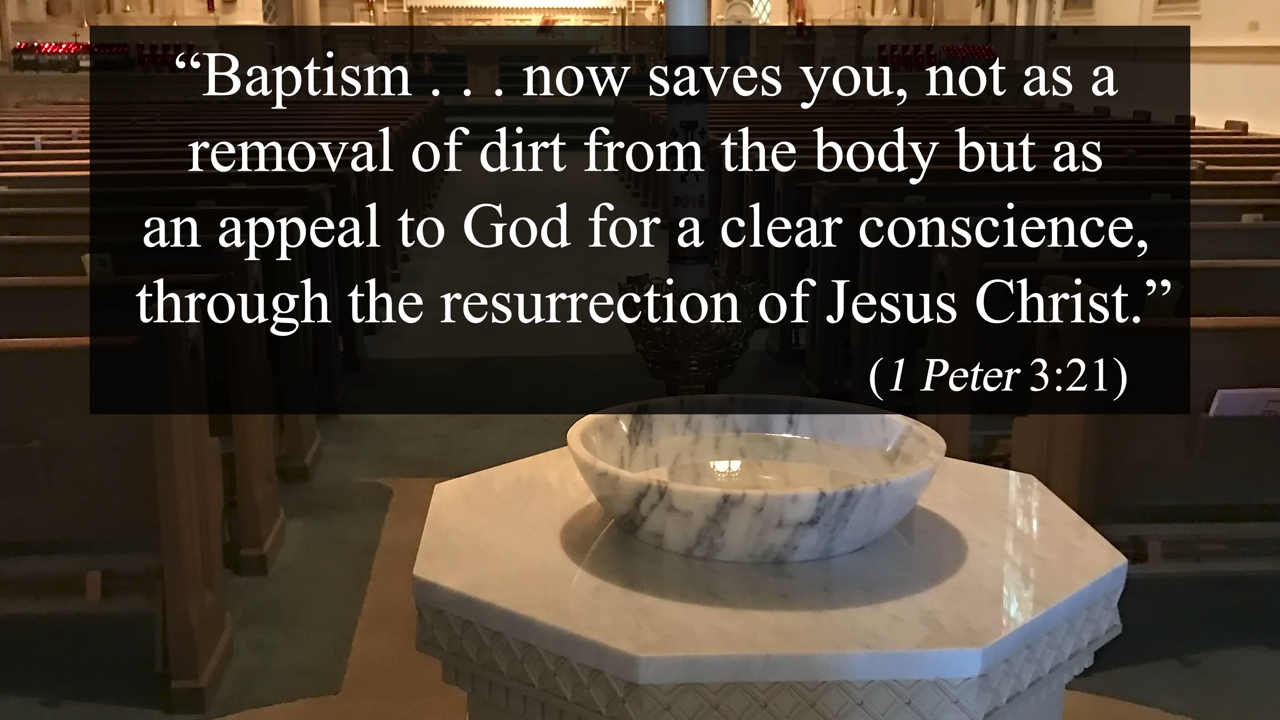 “Baptism . . . now saves you, not as a
removal of dirt from the body but as
an appeal to God for a clear conscience,
through the resurrection of Jesus Christ.”
(1 Peter 3:21)